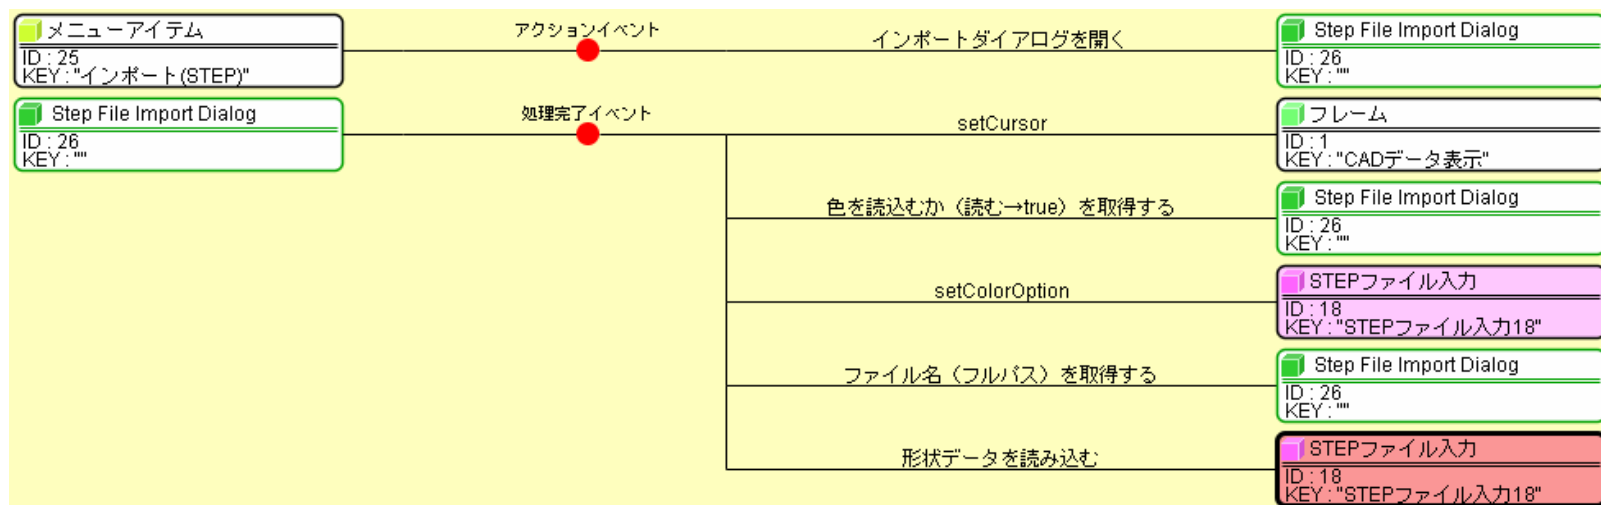 メニューアイテム
ID : 25
KEY : "インポート(STEP)"
アクションイベント
インポートダイアログを開く
Step File Import Dialog
ID : 26
KEY : ""
Step File Import Dialog
ID : 26
KEY : ""
処理完了イベント
setCursor
フレーム
ID : 1
KEY : "CADデータ表示"
色を読込むか（読む→true）を取得する
Step File Import Dialog
ID : 26
KEY : ""
setColorOption
STEPファイル入力
ID : 18
KEY : "STEPファイル入力18"
ファイル名（フルパス）を取得する
Step File Import Dialog
ID : 26
KEY : ""
形状データを読み込む
STEPファイル入力
ID : 18
KEY : "STEPファイル入力18"